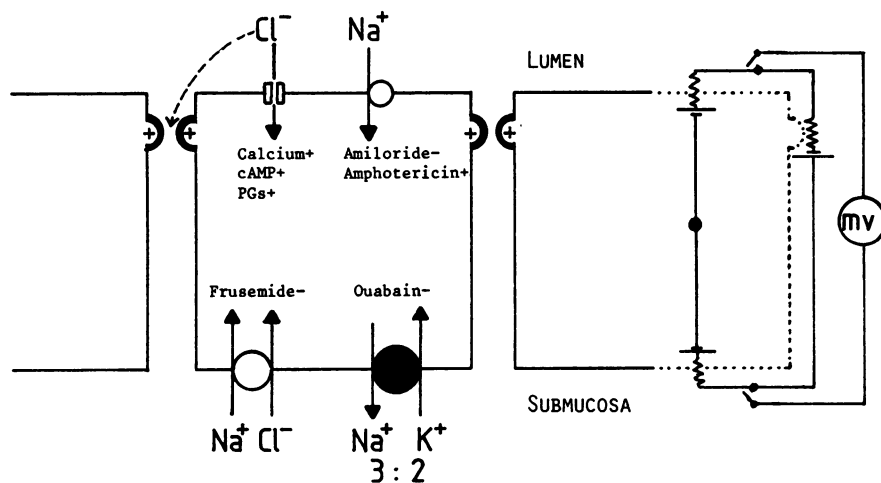 Cl⁻ Na⁺
LUMEN
+ + + +
Calcium+ Amiloride-
cAMP+ Amphotericin+
PGs+
mv
Frusemide- Ouabain-
SUBMUCOSA
Na⁺ Cl⁻ Na⁺ K⁺
3 : 2